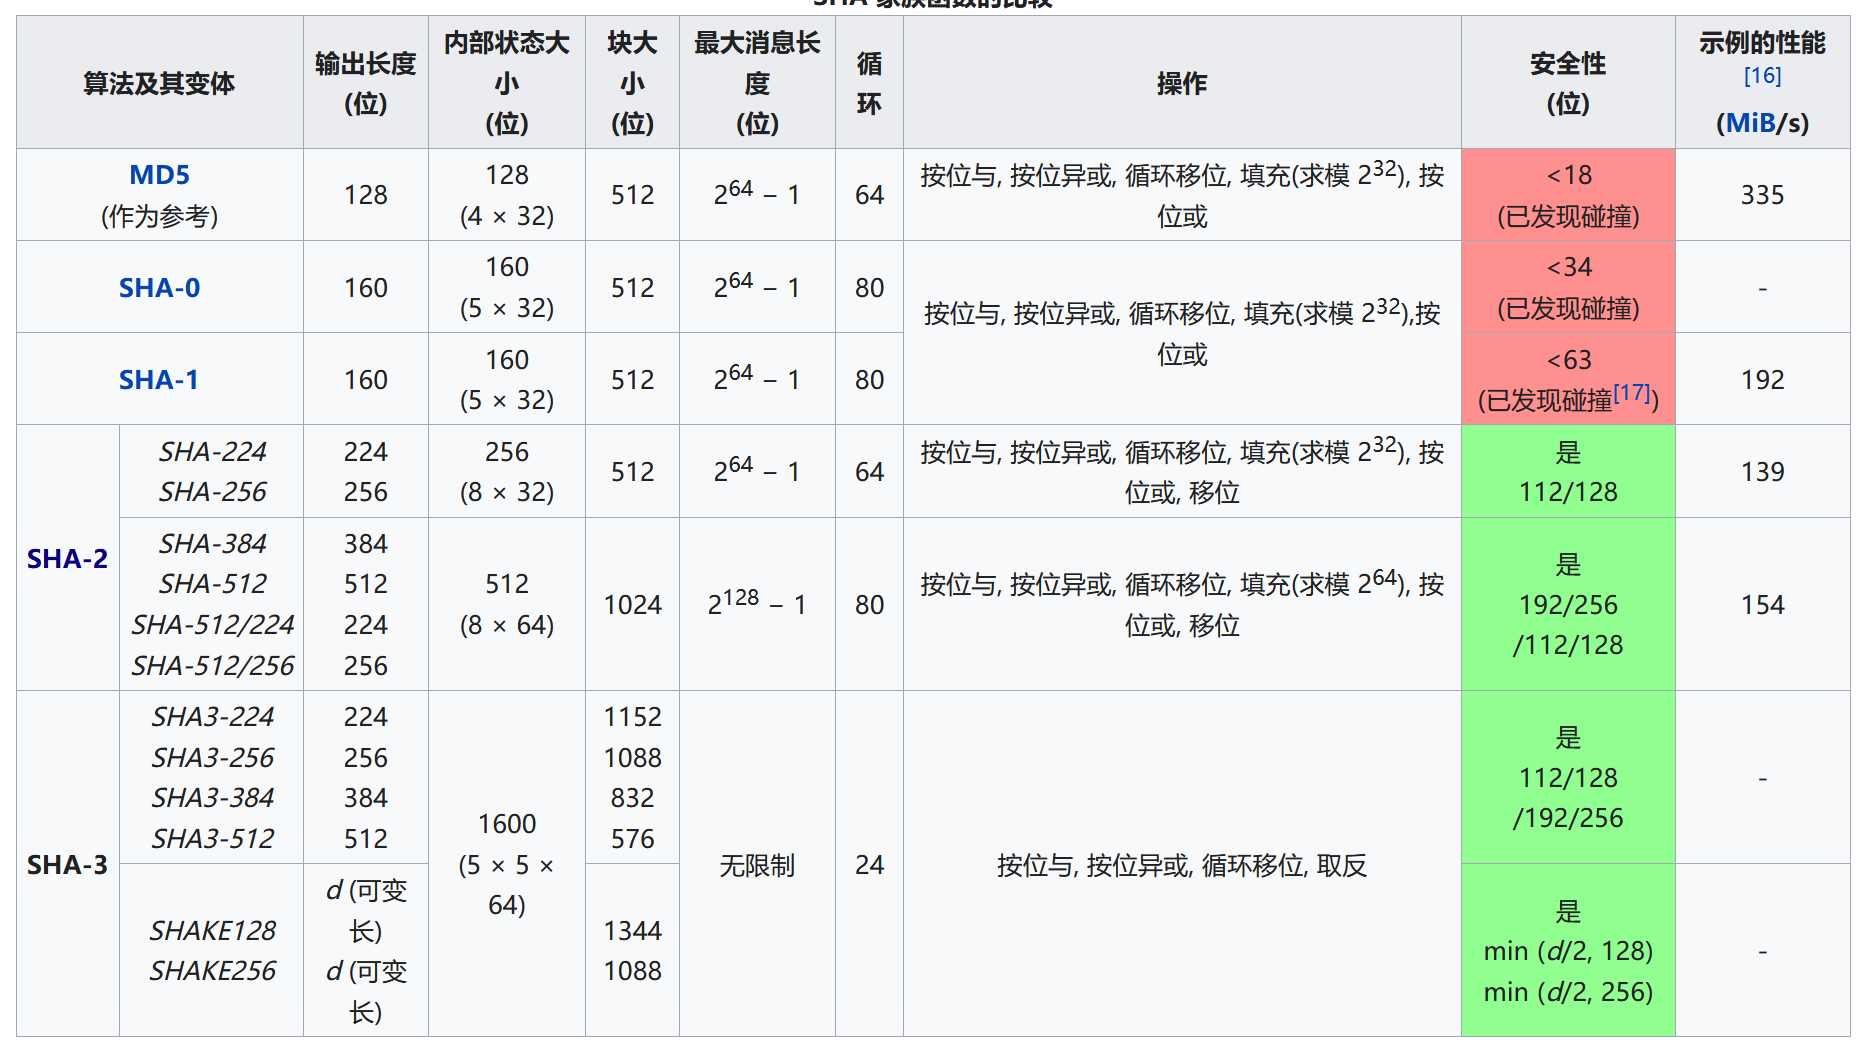 SHA 家族函数的比较
算法及其变体
输出长度
(位)
内部状态大
小
(位)
块大
小
(位)
最大消息长
度
(位)
循
环
操作
安全性
(位)
示例的性能
[16]
(MiB/s)
MD5
(作为参考)
128
128
(4 × 32)
512
2^64 − 1
64
按位与, 按位异或, 循环移位, 填充(求模 2^32), 按
位或
<18
(已发现碰撞)
335
SHA-0
160
160
(5 × 32)
512
2^64 − 1
80
按位与, 按位异或, 循环移位, 填充(求模 2^32),按
位或
<34
(已发现碰撞)
-
SHA-1
160
160
(5 × 32)
512
2^64 − 1
80
<63
(已发现碰撞[17])
192
SHA-2
SHA-224
SHA-256
224
256
256
(8 × 32)
512
2^64 − 1
64
按位与, 按位异或, 循环移位, 填充(求模 2^32), 按
位或, 移位
是
112/128
139
SHA-384
SHA-512
SHA-512/224
SHA-512/256
384
512
224
256
512
(8 × 64)
1024
2^128 − 1
80
按位与, 按位异或, 循环移位, 填充(求模 2^64), 按
位或, 移位
是
192/256
/112/128
154
SHA-3
SHA3-224
SHA3-256
SHA3-384
SHA3-512
224
256
384
512
1600
(5 × 5 ×
64)
1152
1088
832
576
无限制
24
按位与, 按位异或, 循环移位, 取反
是
112/128
/192/256
-
SHAKE128
SHAKE256
d (可变
长)
d (可变
长)
1344
1088
是
min (d/2, 128)
min (d/2, 256)
-